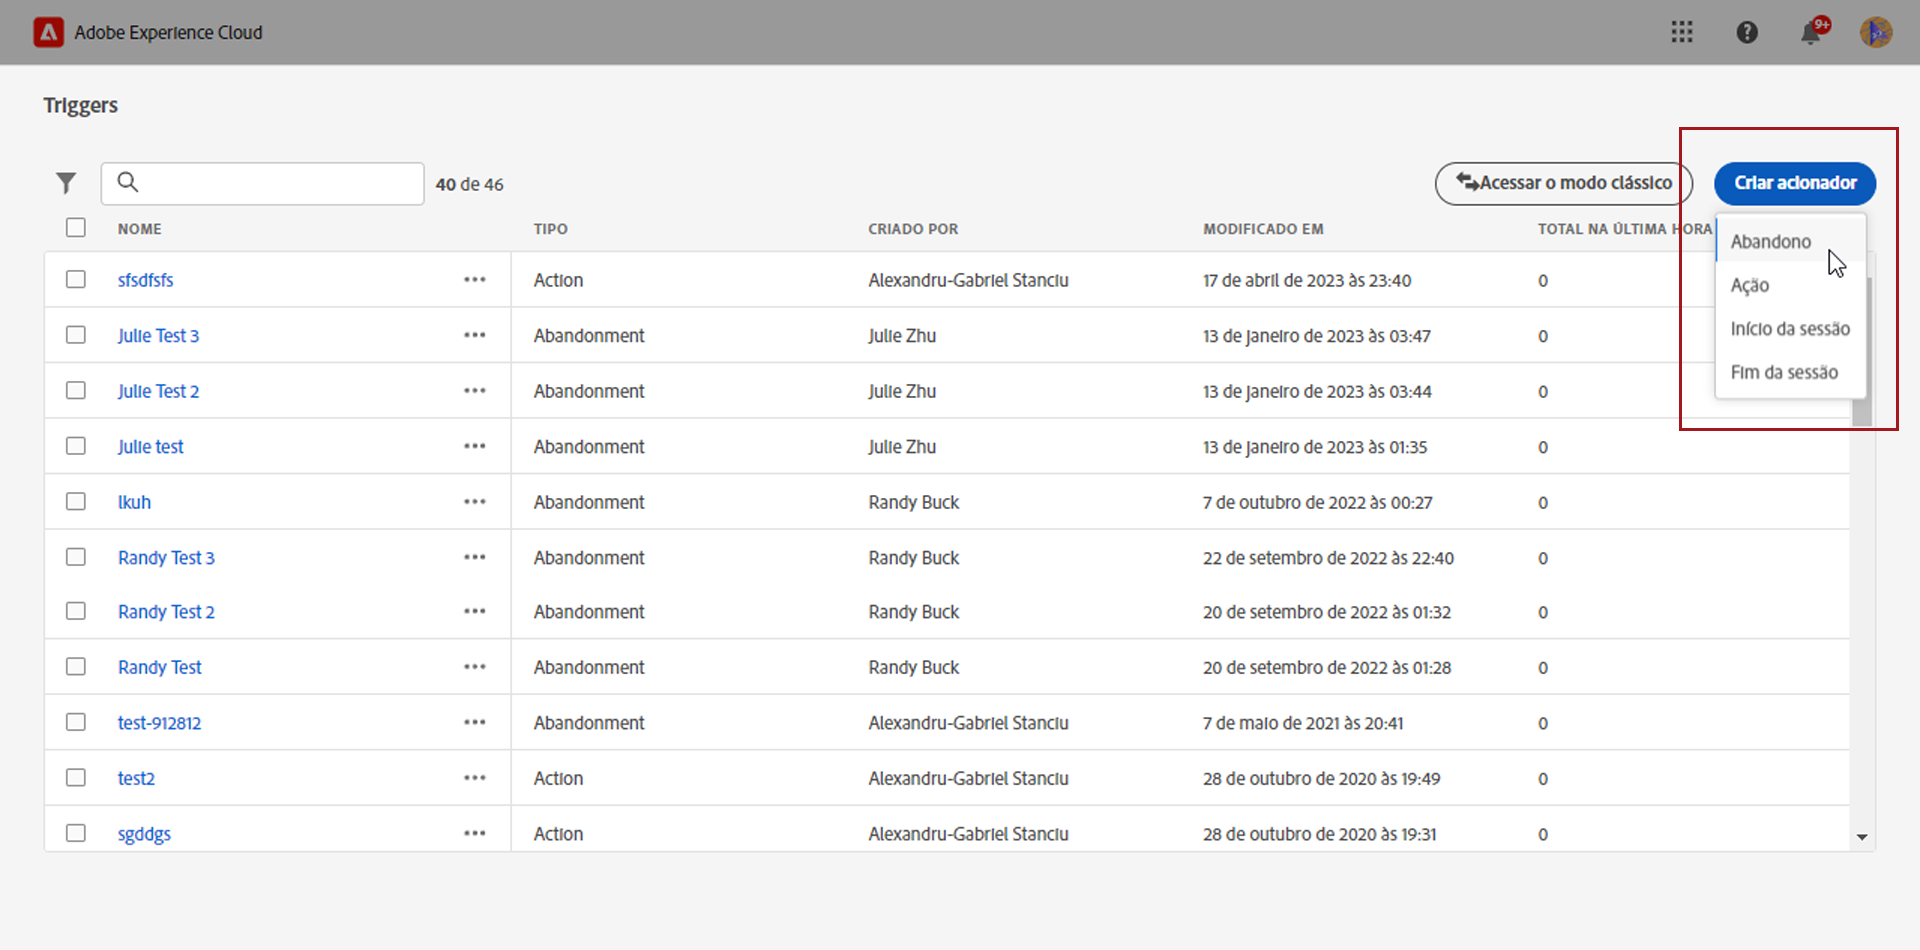 Adobe Experience Cloud
9+
Triggers
40 de 46
Acessar o modo clássico
Criar acionador
NOME TIPO CRIADO POR MODIFICADO EM TOTAL NA ÚLTIMA HORA
Abandono
Ação
Início da sessão
Fim da sessão
sfsdfsfs Action Alexandru-Gabriel Stanciu 17 de abril de 2023 às 23:40 0
Julie Test 3 Abandonment Julie Zhu 13 de janeiro de 2023 às 03:47 0
Julie Test 2 Abandonment Julie Zhu 13 de janeiro de 2023 às 03:44 0
Julie test Abandonment Julie Zhu 13 de janeiro de 2023 às 01:35 0
lkuh Abandonment Randy Buck 7 de outubro de 2022 às 00:27 0
Randy Test 3 Abandonment Randy Buck 22 de setembro de 2022 às 22:40 0
Randy Test 2 Abandonment Randy Buck 20 de setembro de 2022 às 01:32 0
Randy Test Abandonment Randy Buck 20 de setembro de 2022 às 01:28 0
test-912812 Abandonment Alexandru-Gabriel Stanciu 7 de maio de 2021 às 20:41 0
test2 Action Alexandru-Gabriel Stanciu 28 de outubro de 2020 às 19:49 0
sgddgs Action Alexandru-Gabriel Stanciu 28 de outubro de 2020 às 19:31 0